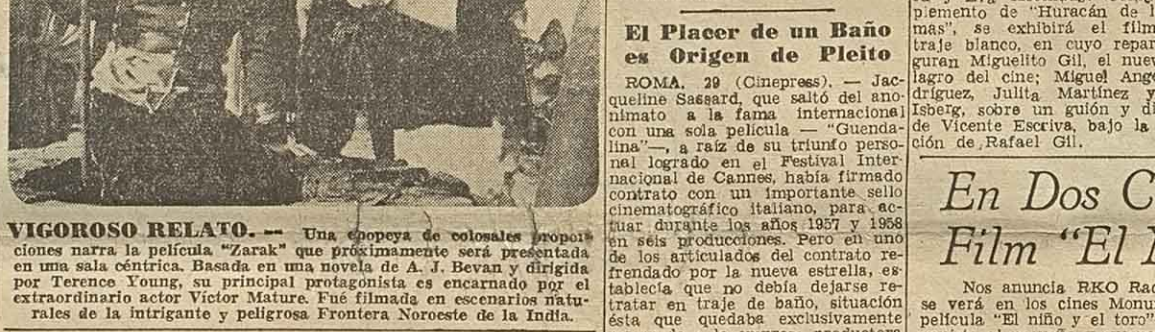 VIGOROSO RELATO. — Una epopeya de colosales propor-
ciones narra la película "Zarak" que próximamente será presentada
en una sala céntrica. Basada en una novela de A. J. Bevan y dirigida
por Terence Young, su principal protagonista es encarnado por el
extraordinario actor Víctor Mature. Fué filmada en escenarios natu-
rales de la intrigante y peligrosa Frontera Noroeste de la India.
El Placer de un Baño
es Origen de Pleito
ROMA, 29 (Cinepress). — Jac-
queline Sassard, que saltó del ano-
nimato a la fama internacional
con una sola película — "Guenda-
lina"—, a raíz de su triunfo perso-
nal logrado en el Festival Inter-
nacional de Cannes, había firmado
contrato con un importante sello
cinematográfico italiano, para ac-
tuar durante los años 1957 y 1958
en seis producciones. Pero en uno
de los articulados del contrato re-
frendado por la nueva estrella, es-
tablecía que no debía dejarse re-
tratar en traje de baño, situación
ésta que quedaba exclusivamente
plemento de "Huracán de l
mas", se exhibirá el film
traje blanco, en cuyo repar
guran Miguelito Gil, el nuev
lagro del cine; Miguel Ang
dríguez, Julita Martínez y
Isberg, sobre un guión y di
de Vicente Escriva, bajo la
ción de Rafael Gil.
En Dos C
Film "El
Nos anuncia RKO Rad
se verá en los cines Monu
película "El niño y el toro"